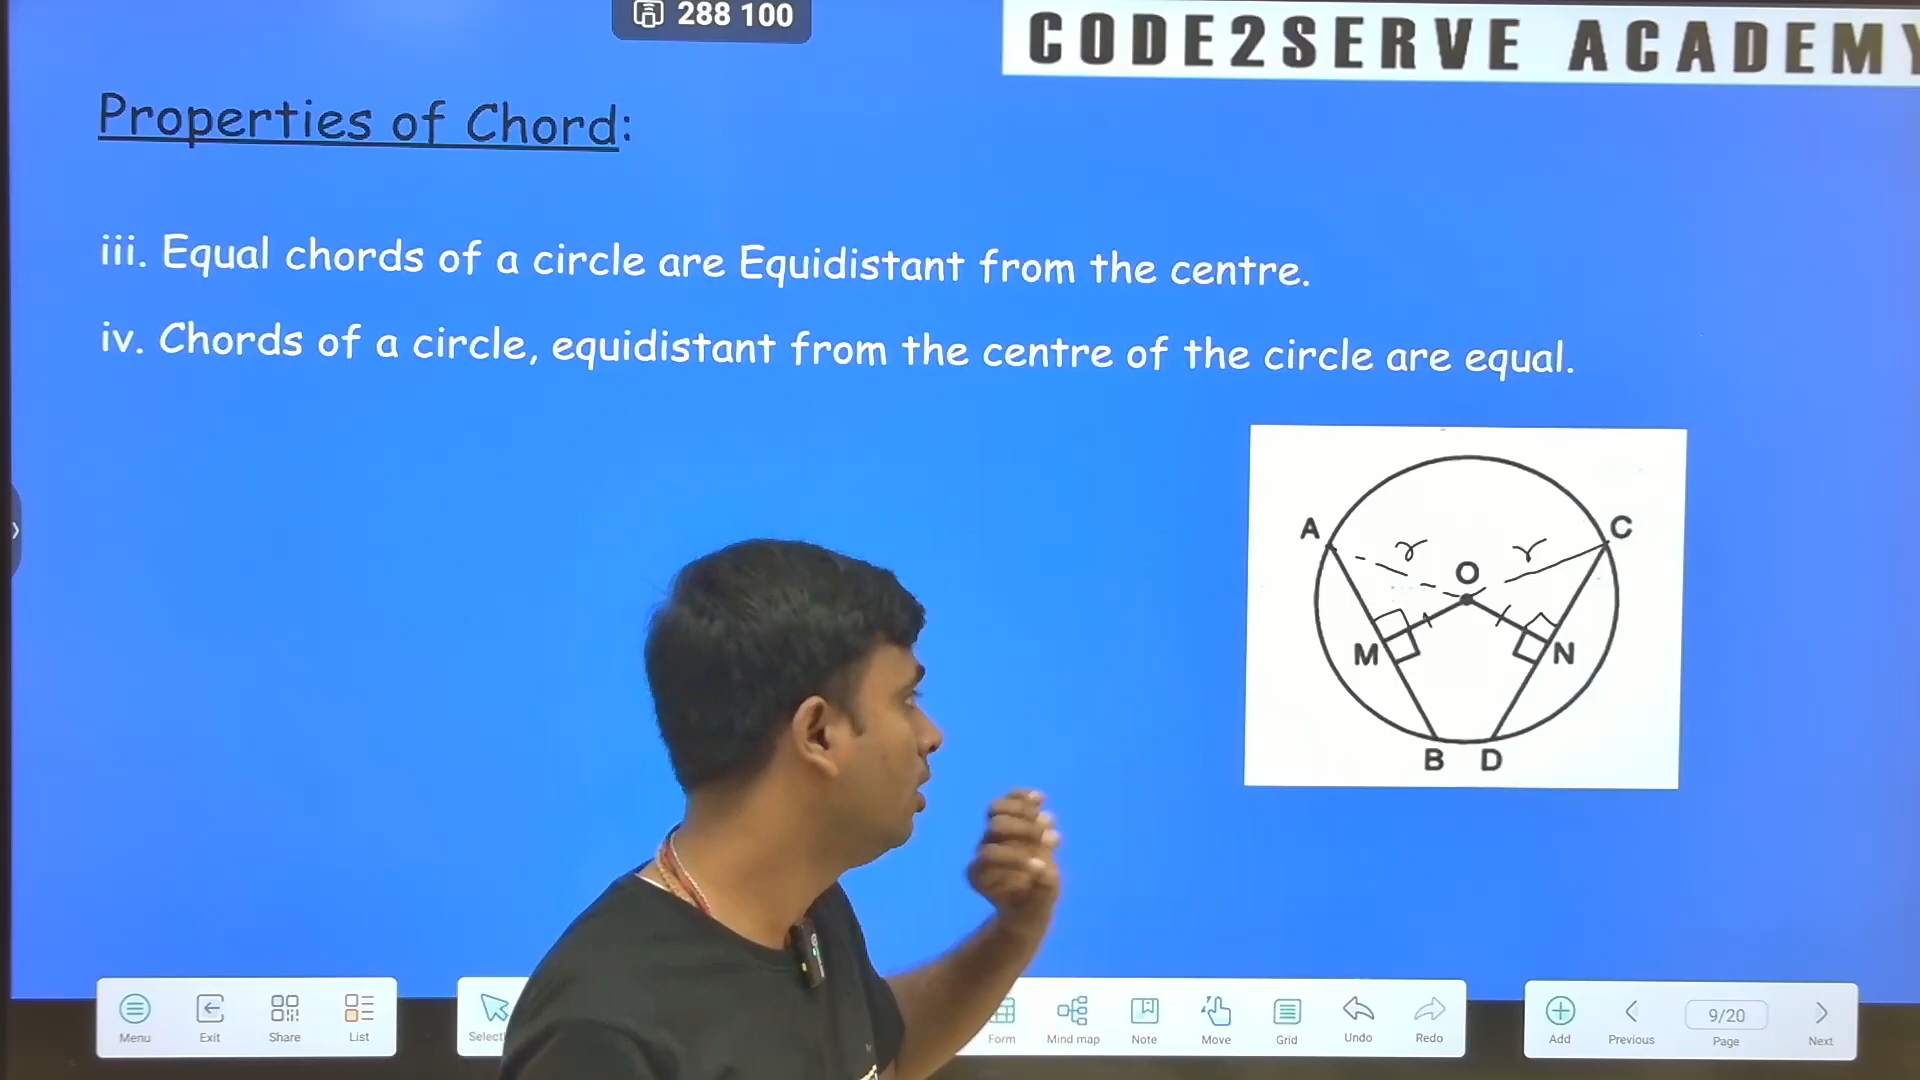 288 100
CODE2SERVE ACADEMY
Properties of Chord:
iii. Equal chords of a circle are Equidistant from the centre.
iv. Chords of a circle, equidistant from the centre of the circle are equal.
A
C
r
r
O
M
N
B
D
Menu
Exit
Share
List
Select
Form
Mind map
Note
Move
Grid
Undo
Redo
Add
Previous
9/20
Page
Next